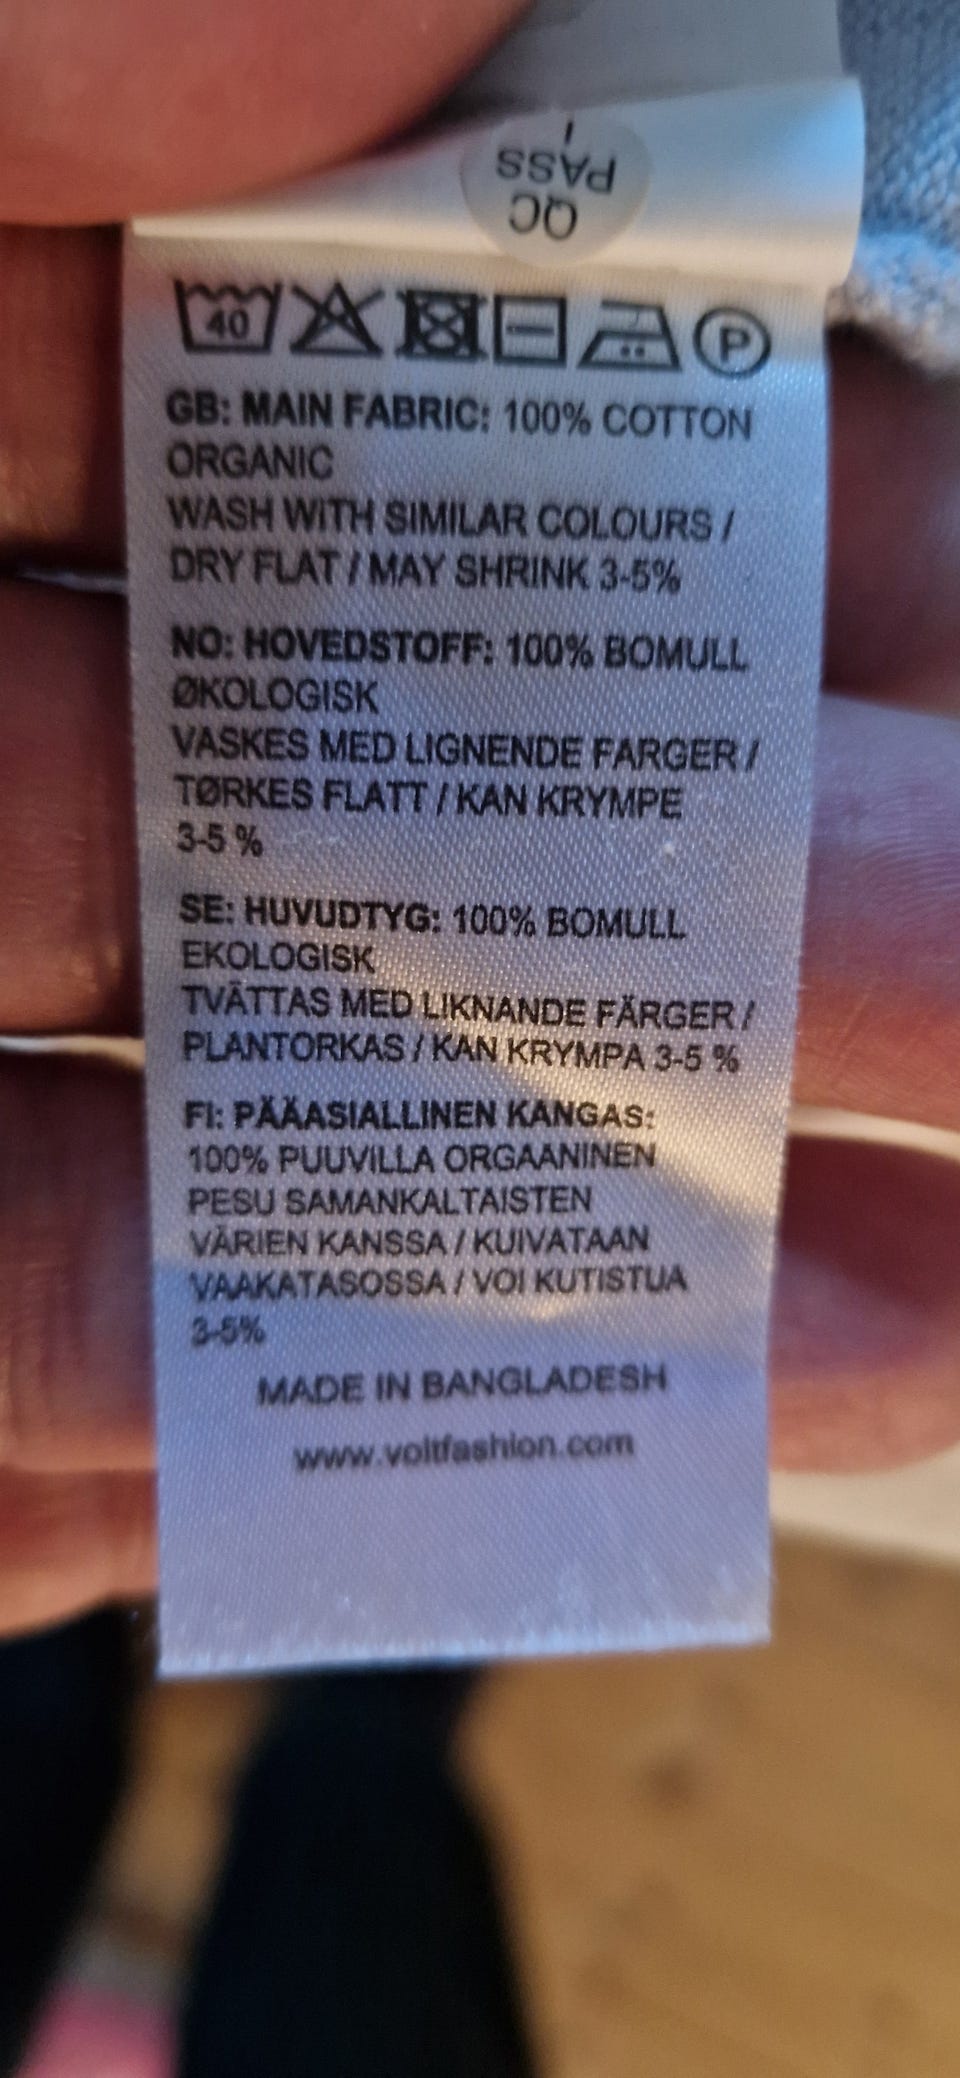 QC
PASS
1
40
P
GB: MAIN FABRIC: 100% COTTON
ORGANIC
WASH WITH SIMILAR COLOURS /
DRY FLAT / MAY SHRINK 3-5%
NO: HOVEDSTOFF: 100% BOMULL
ØKOLOGISK
VASKES MED LIGNENDE FARGER /
TØRKES FLATT / KAN KRYMPE
3-5 %
SE: HUVUDTYG: 100% BOMULL
EKOLOGISK
TVÄTTAS MED LIKNANDE FÄRGER /
PLANTORKAS / KAN KRYMPA 3-5 %
FI: PÄÄASIALLINEN KANGAS:
100% PUUVILLA ORGAANINEN
PESU SAMANKALTAISTEN
VÄRIEN KANSSA / KUIVATAAN
VAAKATASOSSA / VOI KUTISTUA
3-5%
MADE IN BANGLADESH
www.voltfashion.com